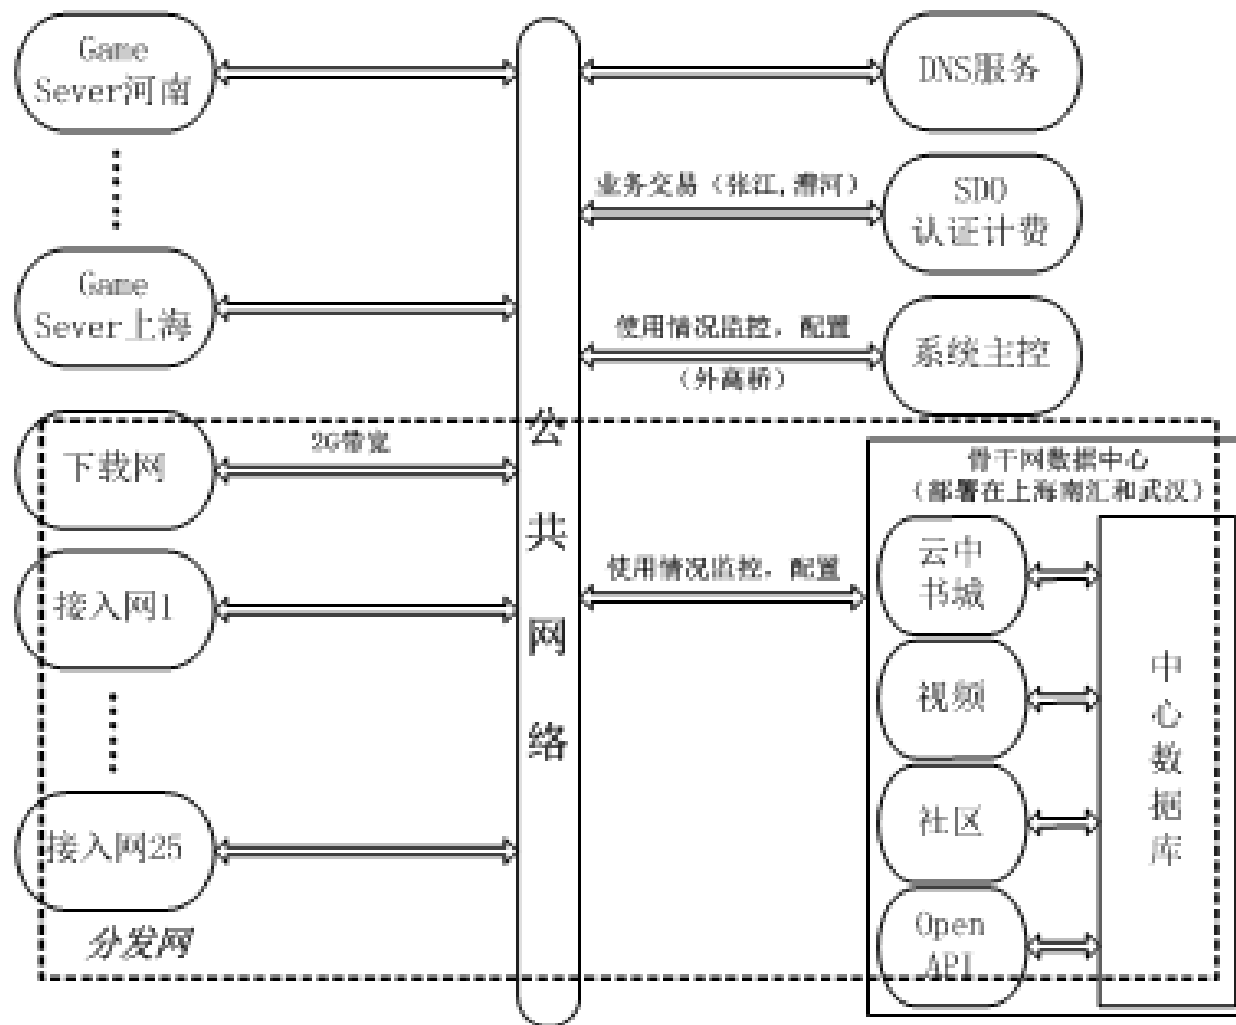 Game
Sever河南
DNS服务
业务交易（张江,漕河）
SDO
认证计费
Game
Sever上海
使用情况监控，配置
（外高桥）
系统主控
公
共
网
络
下载网
2G带宽
骨干网数据中心
（部署在上海南汇和武汉）
接入网1
使用情况监控，配置
云中
书城
视频
社区
Open
API
中
心
数
据
库
接入网25
分发网